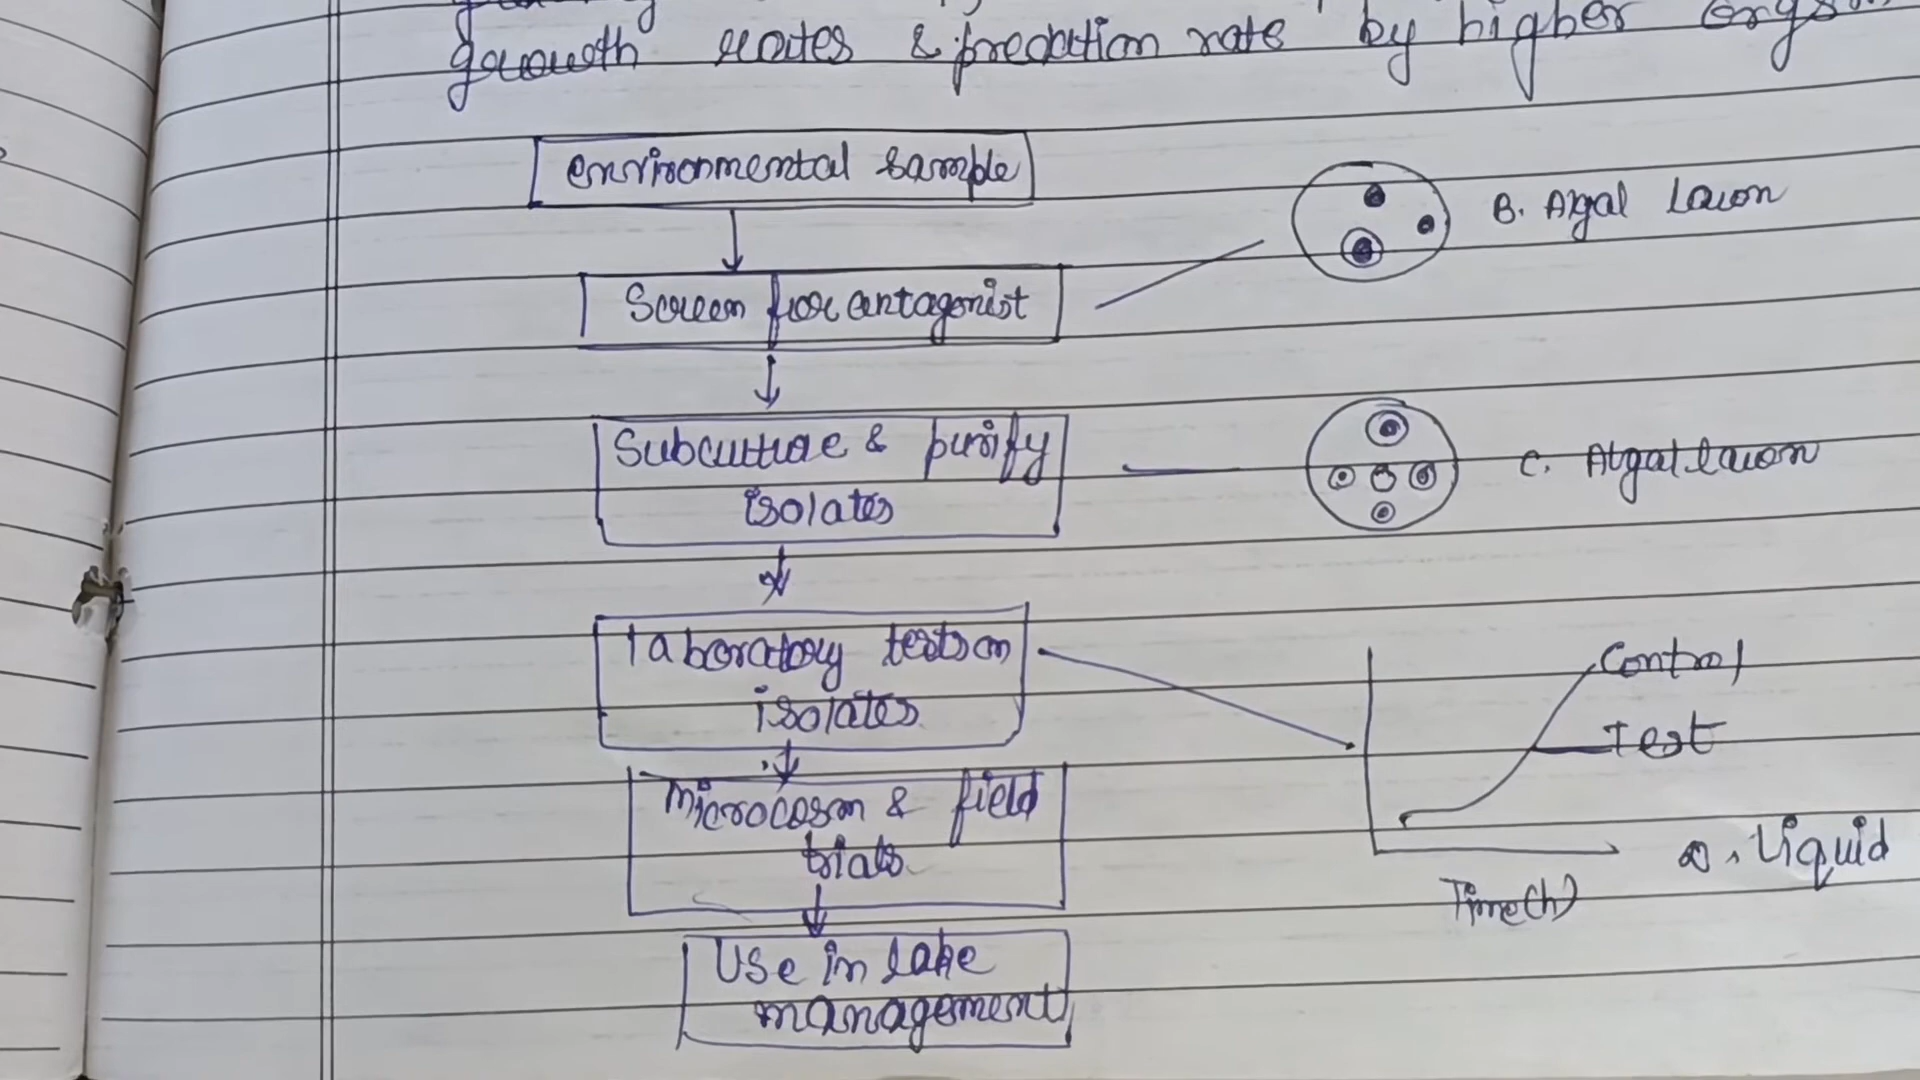 growth rates & predation rate by higher
environmental sample
Screen for antagonist
B. Algal Lawn
Subculture & purify
isolates
C. Algal lawn
laboratory tests on
isolates
Control
Test
Microcosm & field
trials
Liquid
Time(h)
Use in lake
management